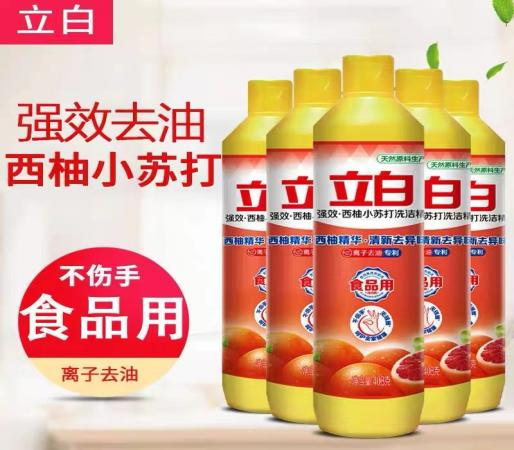 立白
强效去油
西柚小苏打
不伤手
食品用
离子去油
天然原料生产
立白
强效·西柚小苏打洗洁精
西柚精华·清新去异味
离子去油 专利
食品用